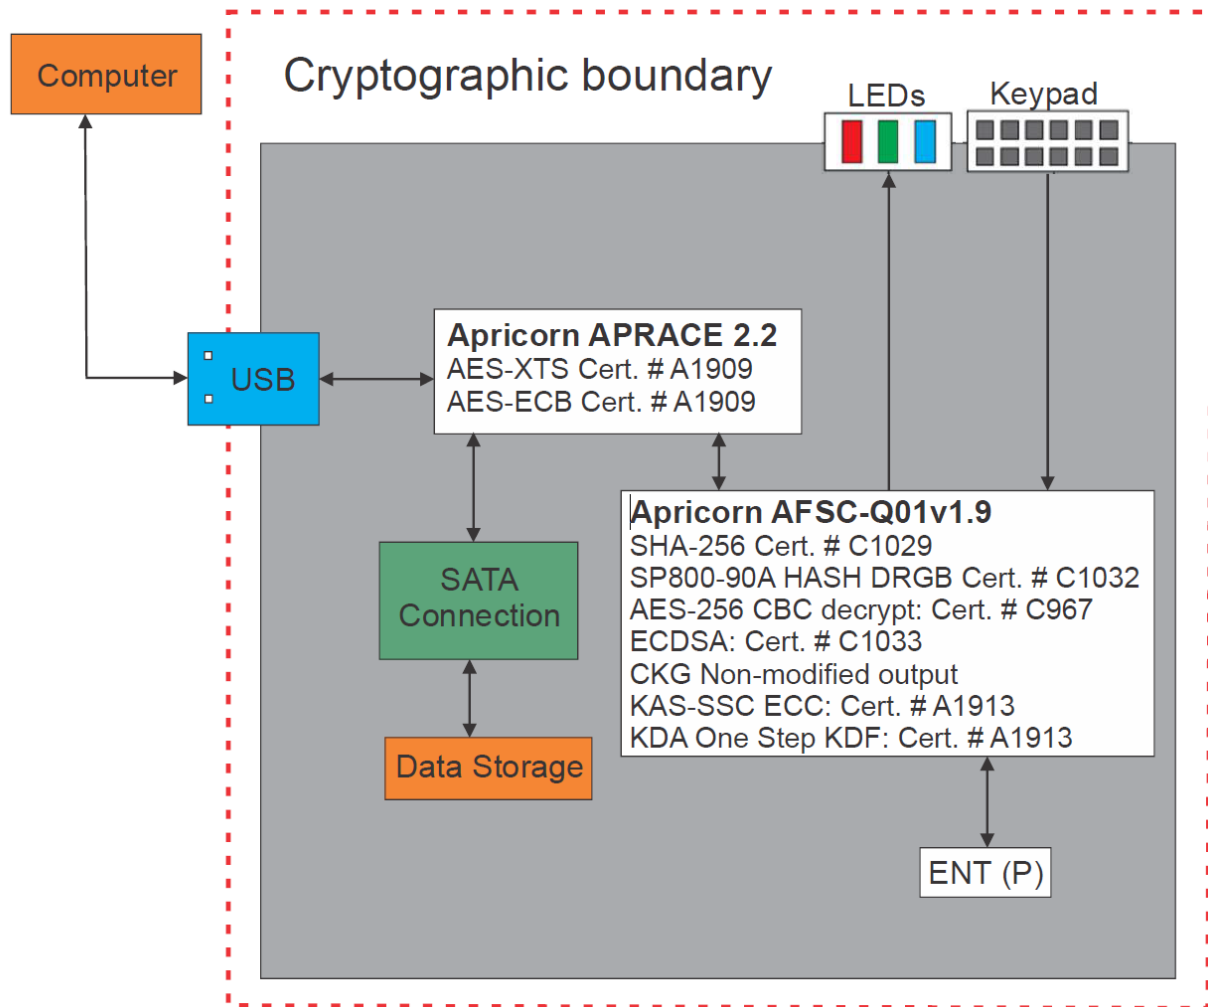 Computer
Cryptographic boundary
LEDs
Keypad
USB
Apricorn APRACE 2.2
AES-XTS Cert. # A1909
AES-ECB Cert. # A1909
SATA
Connection
Data Storage
Apricorn AFSC-Q01v1.9
SHA-256 Cert. # C1029
SP800-90A HASH DRGB Cert. # C1032
AES-256 CBC decrypt: Cert. # C967
ECDSA: Cert. # C1033
CKG Non-modified output
KAS-SSC ECC: Cert. # A1913
KDA One Step KDF: Cert. # A1913
ENT (P)